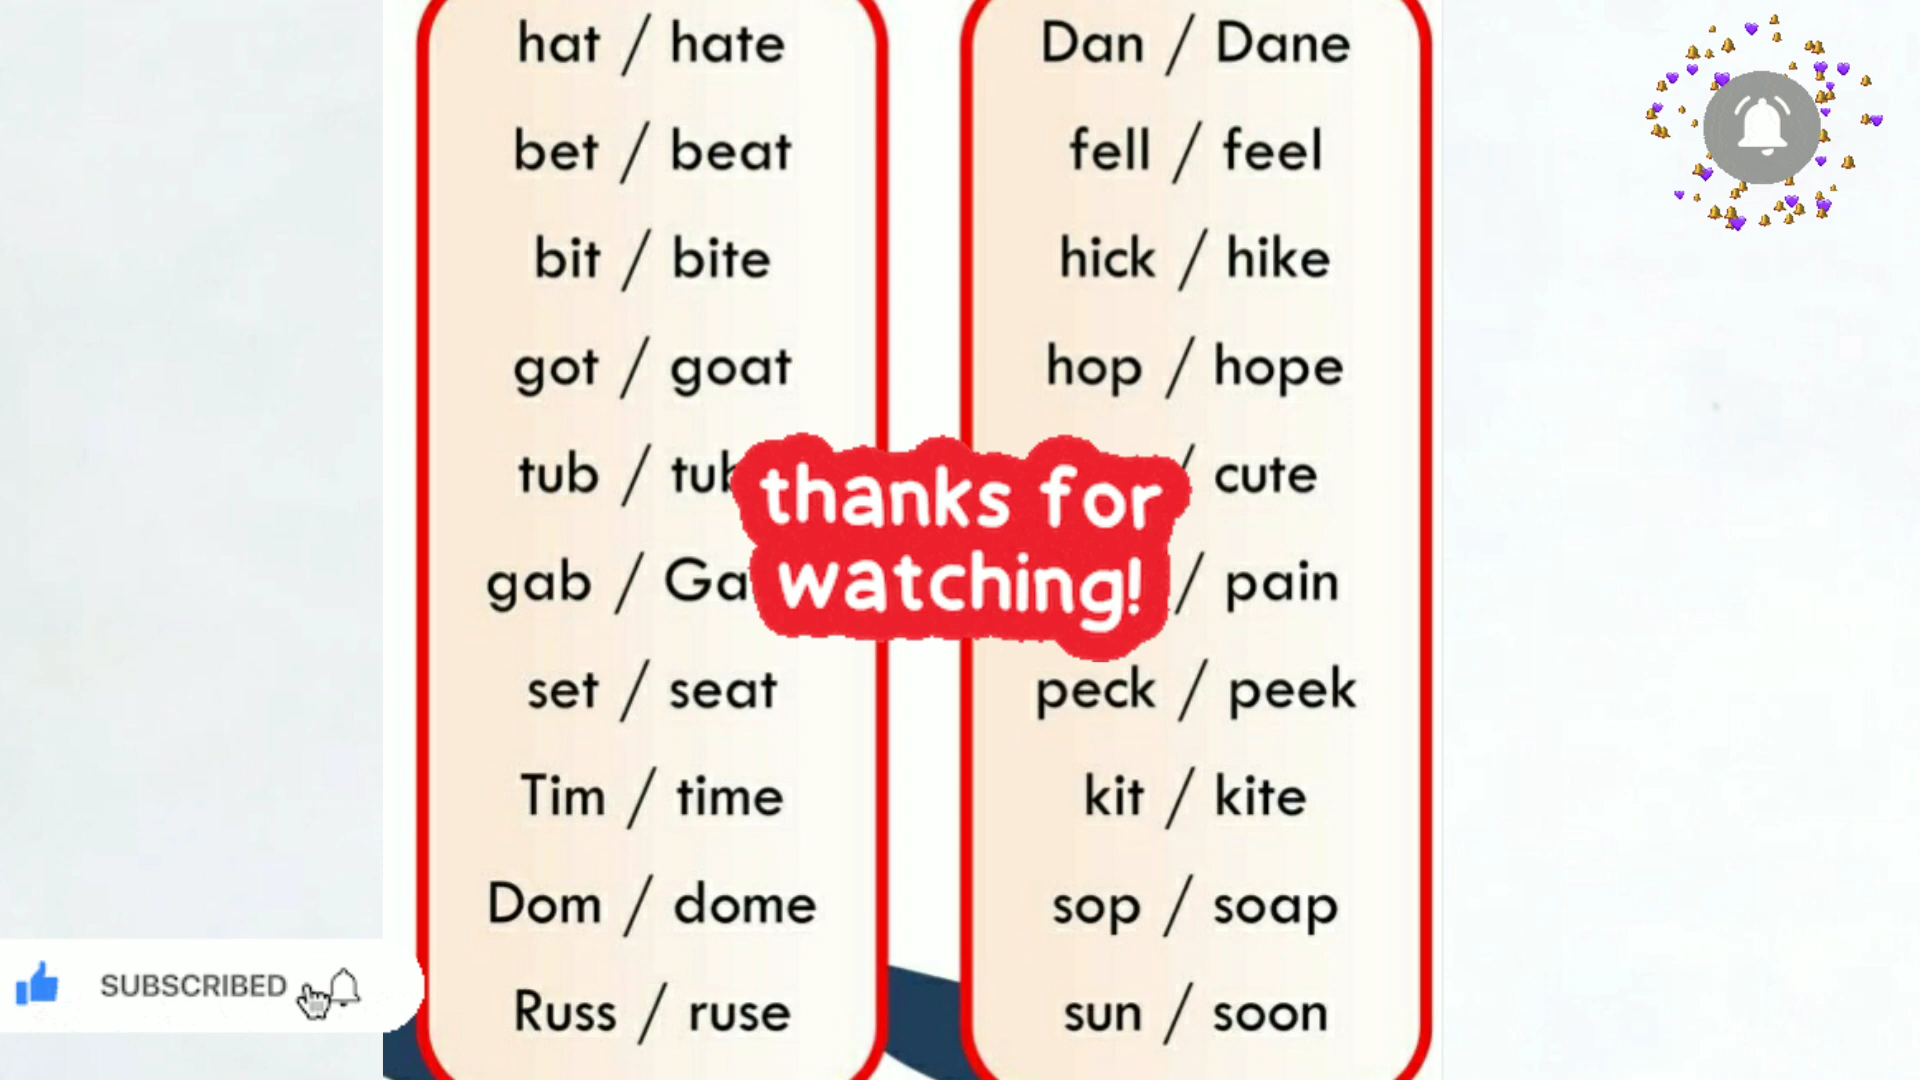 hat / hate
bet / beat
bit / bite
got / goat
tub /
gab /
set / seat
Tim / time
Dom / dome
Russ / ruse
Dan / Dane
fell / feel
hick / hike
hop / hope
/ cute
/ pain
peck / peek
kit / kite
sop / soap
sun / soon
thanks for
watching!
SUBSCRIBED